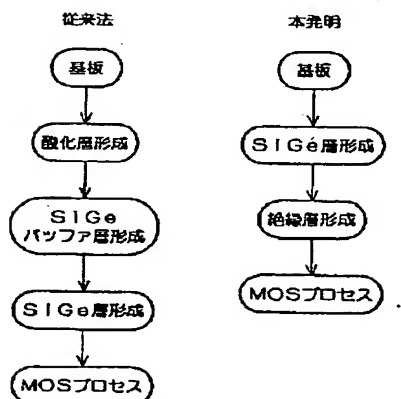 従来法
基板
酸化層形成
SiGe
バッファ層形成
SiGe層形成
MOSプロセス
本発明
基板
SiGe層形成
絶縁層形成
MOSプロセス